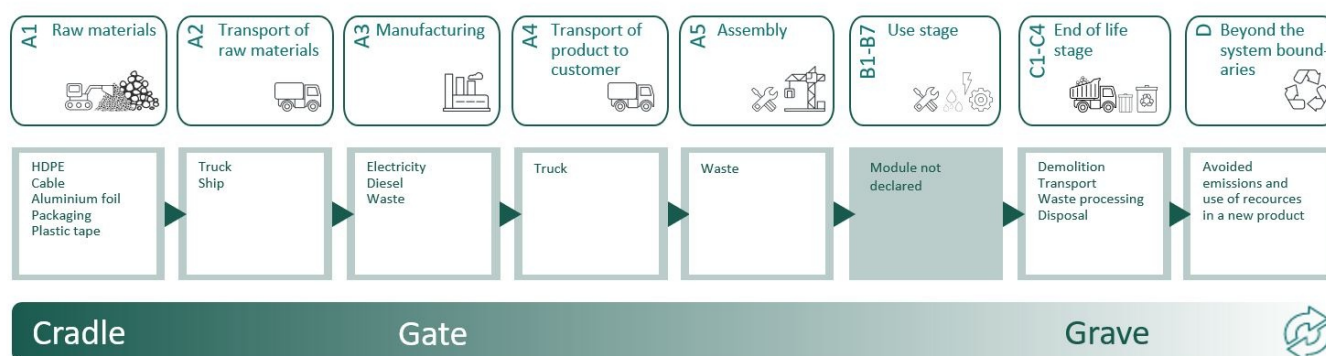 A1 Raw materials
A2 Transport of
raw materials
A3 Manufacturing
A4 Transport of
product to
customer
A5 Assembly
B1-B7 Use stage
C1-C4 End of life
stage
D Beyond the
system bound-
aries
HDPE
Cable
Aluminium foil
Packaging
Plastic tape
Truck
Ship
Electricity
Diesel
Waste
Truck
Waste
Module not
declared
Demolition
Transport
Waste processing
Disposal
Avoided
emissions and
use of recources
in a new product
Cradle
Gate
Grave